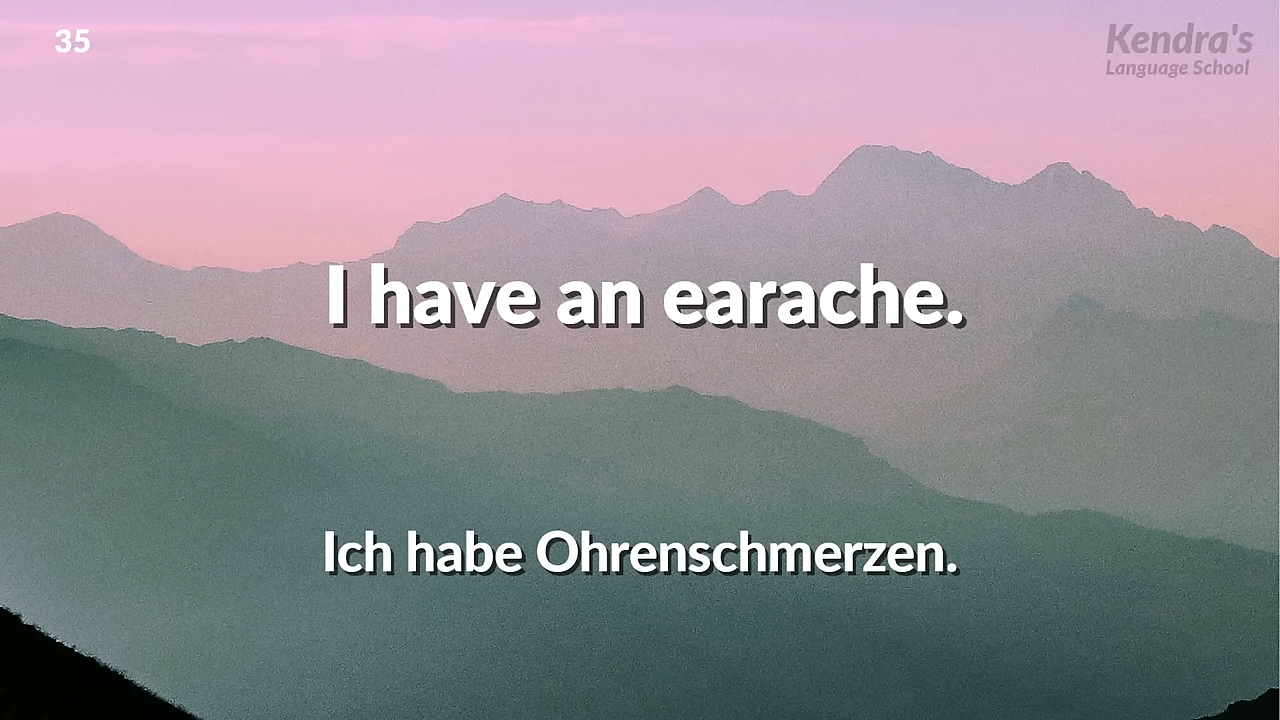 35
Kendra's
Language School
I have an earache.
Ich habe Ohrenschmerzen.